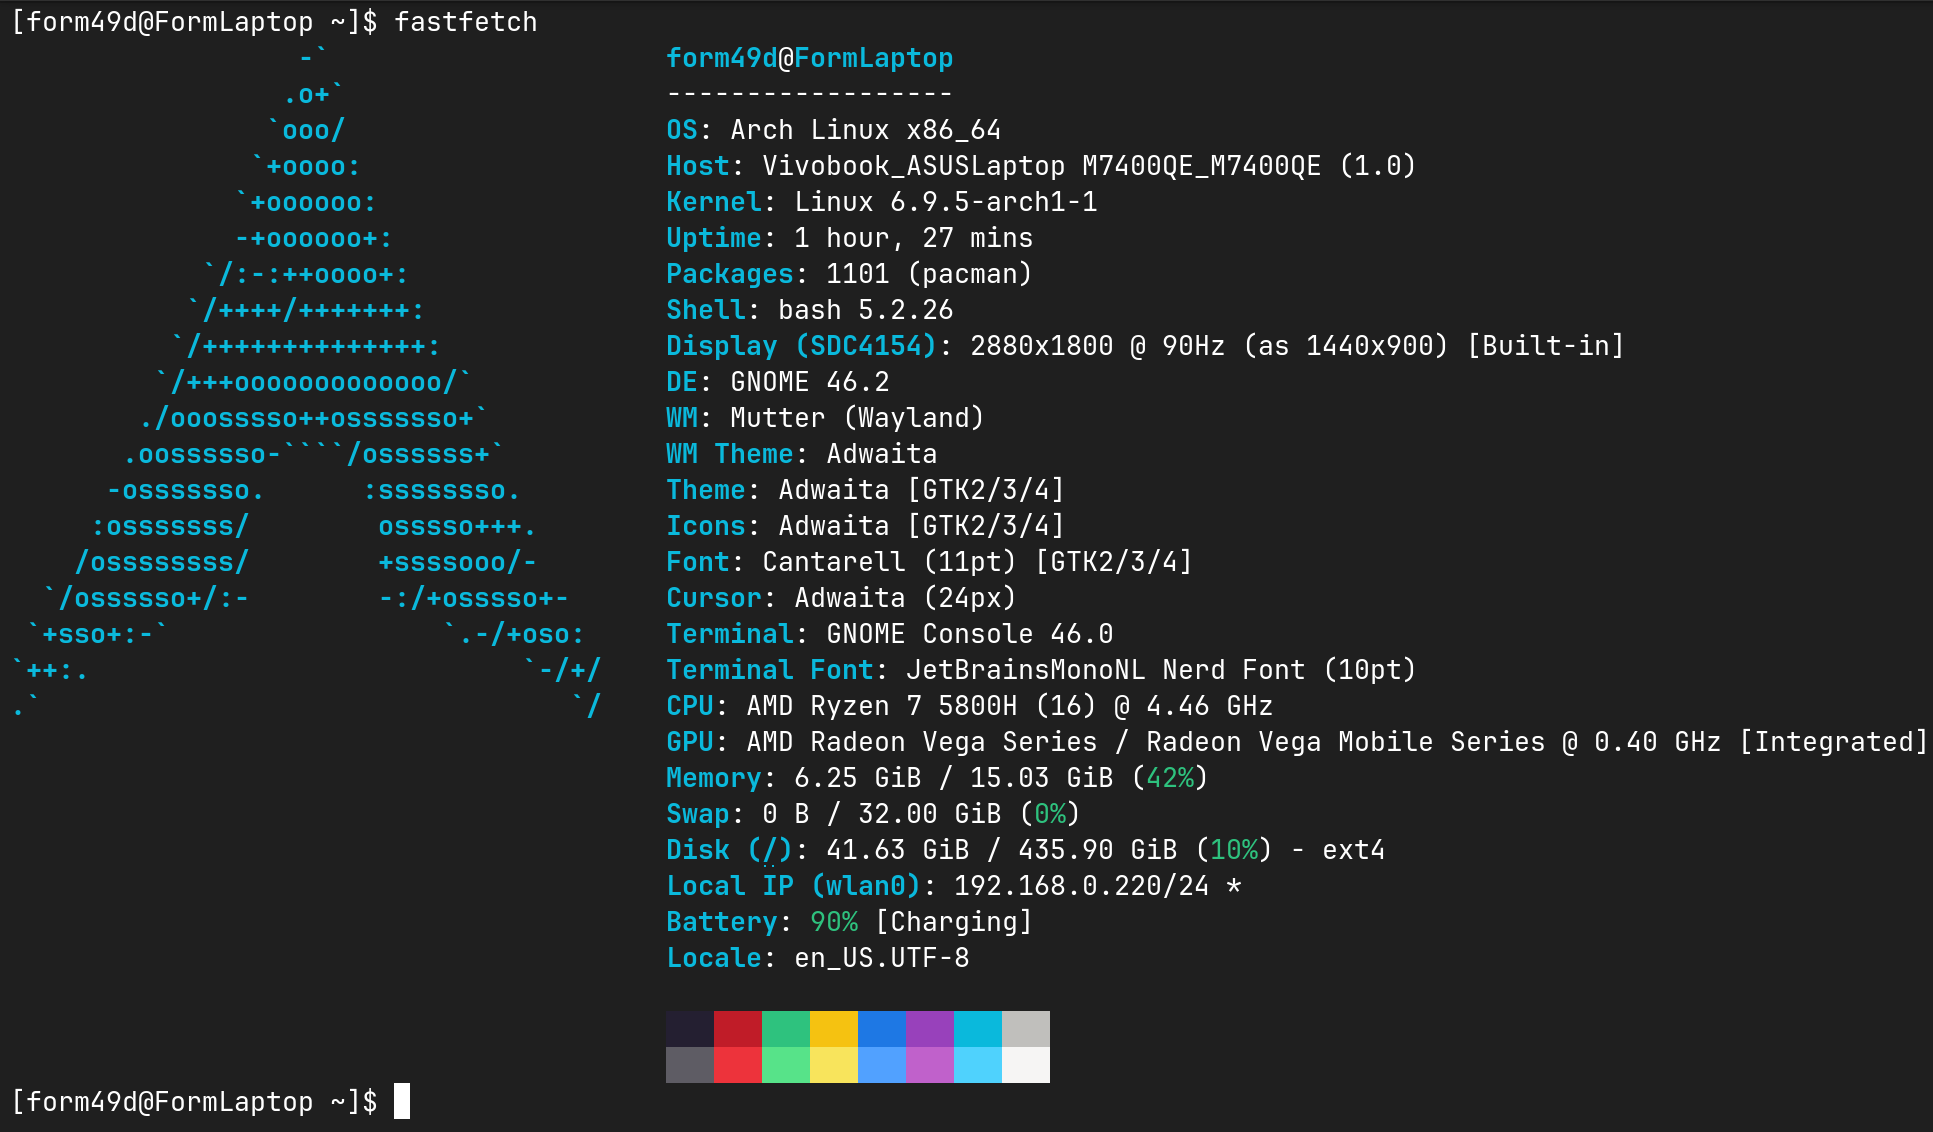 [form49d@FormLaptop ~]$ fastfetch
                  -`                     form49d@FormLaptop
                 .o+`                    ------------------
                `ooo/                    OS: Arch Linux x86_64
               `+oooo:                   Host: Vivobook_ASUSLaptop M7400QE_M7400QE (1.0)
              `+oooooo:                  Kernel: Linux 6.9.5-arch1-1
              -+oooooo+:                 Uptime: 1 hour, 27 mins
            `/:-:++oooo+:                Packages: 1101 (pacman)
           `/++++/+++++++:               Shell: bash 5.2.26
          `/++++++++++++++:              Display (SDC4154): 2880x1800 @ 90Hz (as 1440x900) [Built-in]
         `/+++ooooooooooooo/`            DE: GNOME 46.2
        ./ooosssso++osssssso+`           WM: Mutter (Wayland)
       .oossssso-````/ossssss+`          WM Theme: Adwaita
      -osssssso.      :ssssssso.         Theme: Adwaita [GTK2/3/4]
     :osssssss/        osssso+++.        Icons: Adwaita [GTK2/3/4]
    /ossssssss/        +ssssooo/-        Font: Cantarell (11pt) [GTK2/3/4]
  `/ossssso+/:-        -:/+osssso+-      Cursor: Adwaita (24px)
 `+sso+:-`                 `.-/+oso:     Terminal: GNOME Console 46.0
`++:.                           `-/+/    Terminal Font: JetBrainsMonoNL Nerd Font (10pt)
.`                                 `/    CPU: AMD Ryzen 7 5800H (16) @ 4.46 GHz
                                         GPU: AMD Radeon Vega Series / Radeon Vega Mobile Series @ 0.40 GHz [Integrated]
                                         Memory: 6.25 GiB / 15.03 GiB (42%)
                                         Swap: 0 B / 32.00 GiB (0%)
                                         Disk (/): 41.63 GiB / 435.90 GiB (10%) - ext4
                                         Local IP (wlan0): 192.168.0.220/24 *
                                         Battery: 90% [Charging]
                                         Locale: en_US.UTF-8
[form49d@FormLaptop ~]$